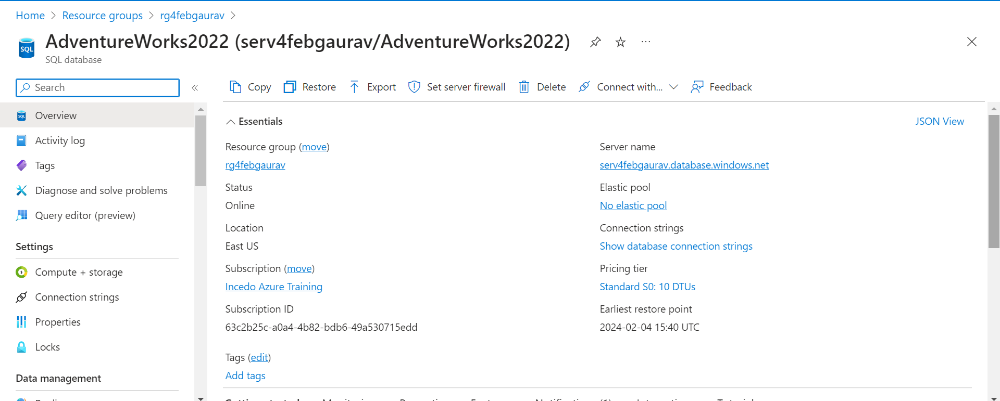 Home > Resource groups > rg4febgaurav >
AdventureWorks2022 (serv4febgaurav/AdventureWorks2022) ...
SQL
SQL database
Search «
Copy Restore Export Set server firewall Delete Connect with... Feedback
Overview
Activity log
Tags
Diagnose and solve problems
Query editor (preview)
Settings
Compute + storage
Connection strings
Properties
Locks
Data management
Essentials
JSON View
Resource group (move)
rg4febgaurav
Status
Online
Location
East US
Subscription (move)
Incedo Azure Training
Subscription ID
63c2b25c-a0a4-4b82-bdb6-49a530715edd
Server name
serv4febgaurav.database.windows.net
Elastic pool
No elastic pool
Connection strings
Show database connection strings
Pricing tier
Standard S0: 10 DTUs
Earliest restore point
2024-02-04 15:40 UTC
Tags (edit)
Add tags